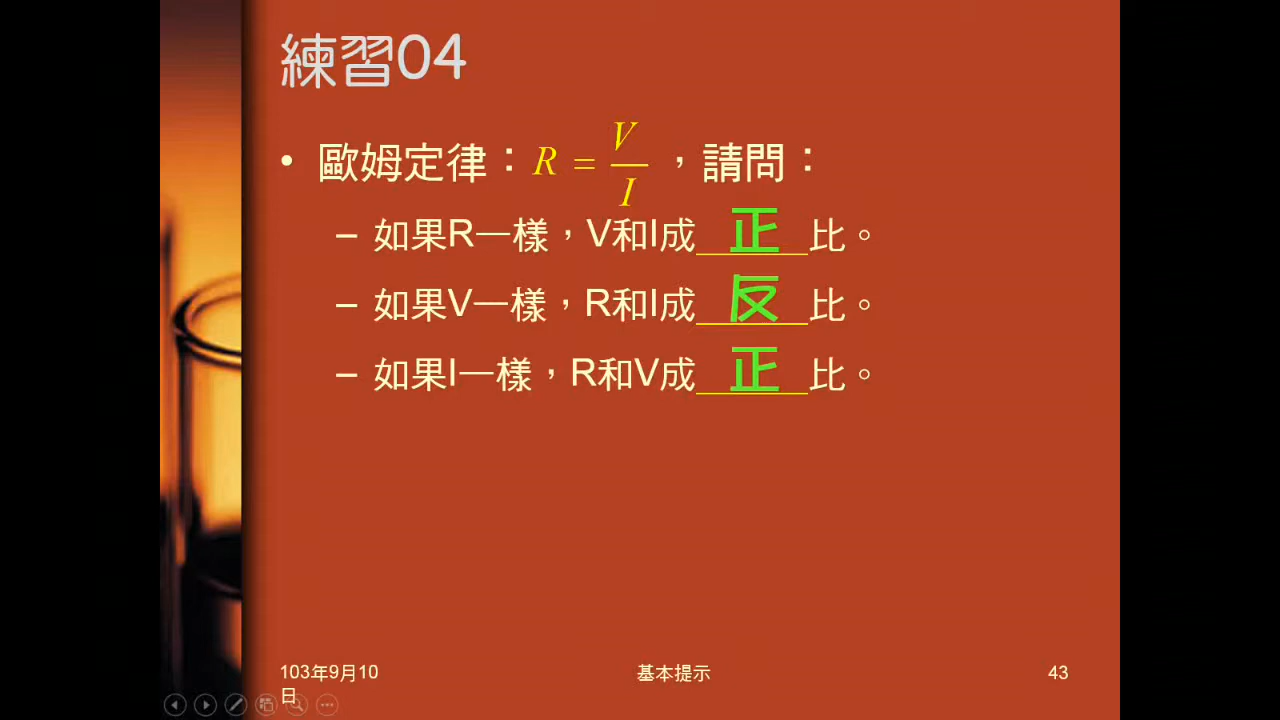 練習04
• 歐姆定律：R = V/I ，請問：
– 如果R一樣，V和I成 正 比。
– 如果V一樣，R和I成 反 比。
– 如果I一樣，R和V成 正 比。
103年9月10日
基本提示
43